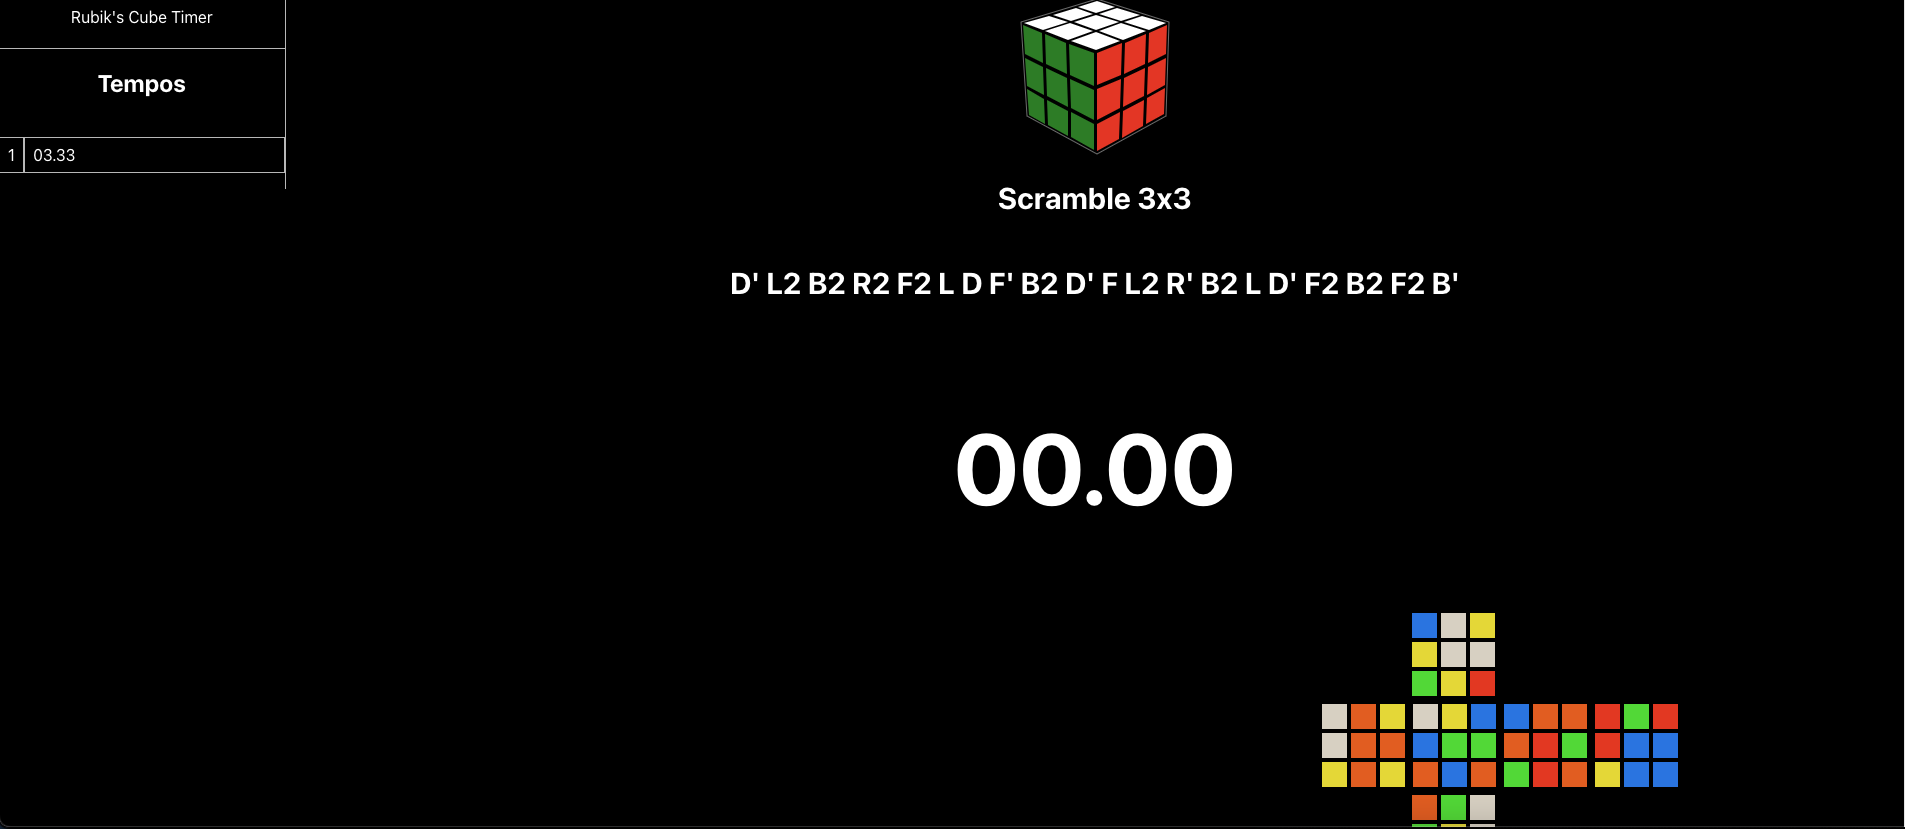 Rubik's Cube Timer
Tempos
1 03.33
Scramble 3x3
D' L2 B2 R2 F2 L D F' B2 D' F L2 R' B2 L D' F2 B2 F2 B'
00.00